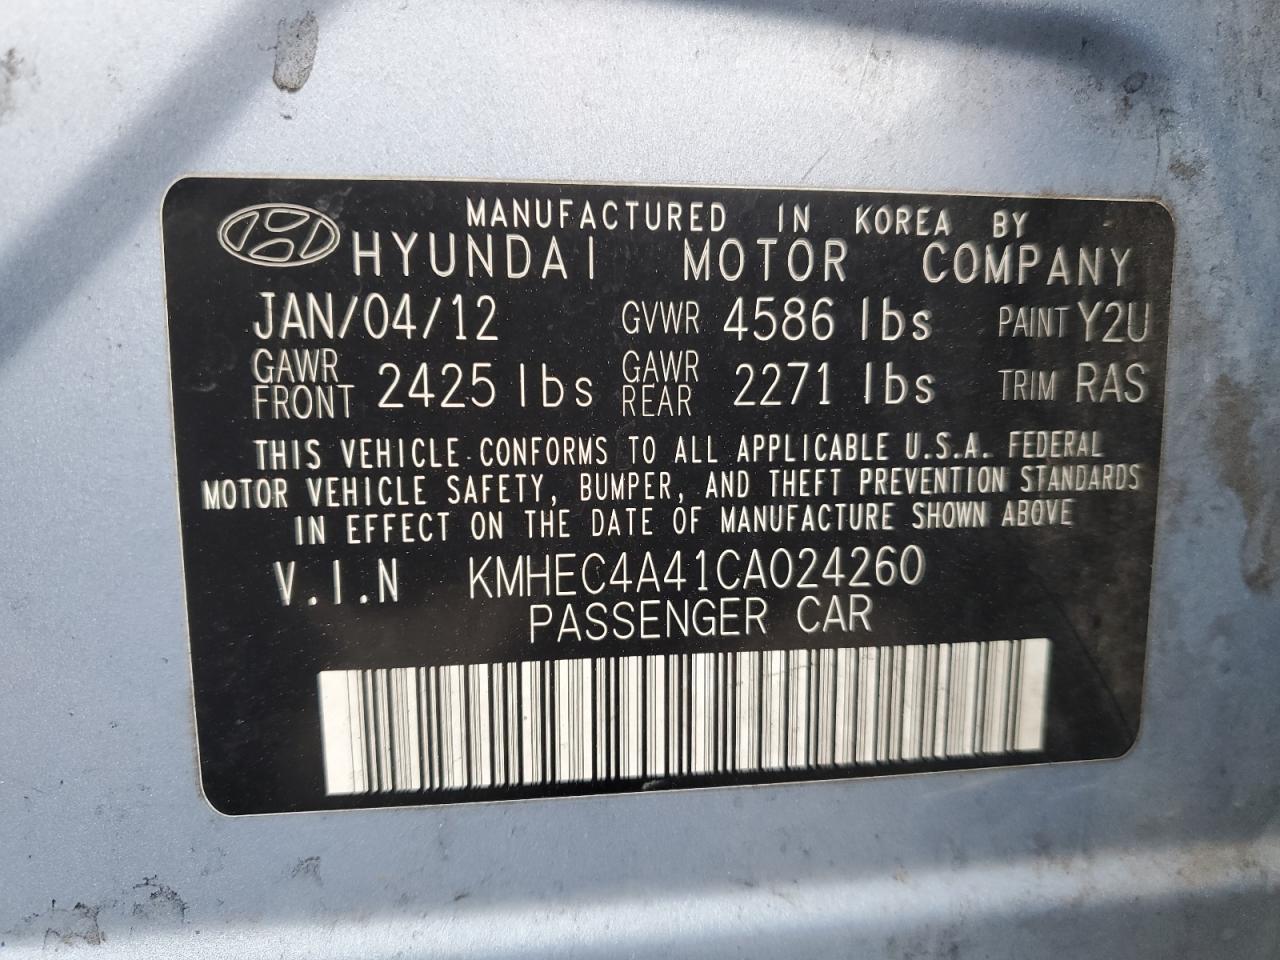 MANUFACTURED IN KOREA BY
HYUNDAI MOTOR COMPANY
JAN/04/12 GVWR 4586 lbs PAINT Y2U
GAWR FRONT 2425 lbs GAWR REAR 2271 lbs TRIM RAS
THIS VEHICLE CONFORMS TO ALL APPLICABLE U.S.A. FEDERAL
MOTOR VEHICLE SAFETY, BUMPER, AND THEFT PREVENTION STANDARDS
IN EFFECT ON THE DATE OF MANUFACTURE SHOWN ABOVE
V.I.N KMHEC4A41CA024260
PASSENGER CAR